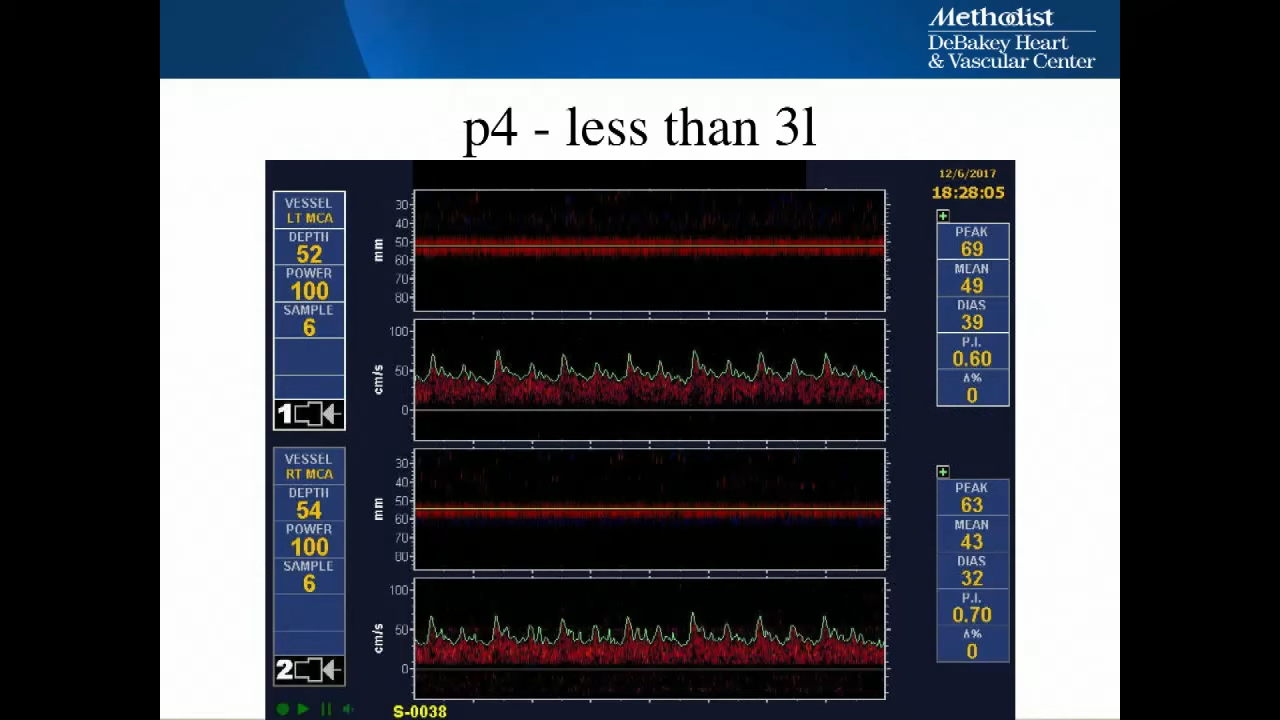 Methodist
DeBakey Heart
& Vascular Center
p4 - less than 3l
12/6/2017
18:28:05
VESSEL
LT MCA
DEPTH
52
POWER
100
SAMPLE
6
1
mm
30
40
50
60
70
80
cm/s
100
50
0
PEAK
69
MEAN
49
DIAS
39
P.I.
0.60
Δ%
0
VESSEL
RT MCA
DEPTH
54
POWER
100
SAMPLE
6
2
mm
30
40
50
60
70
80
cm/s
100
50
0
PEAK
63
MEAN
43
DIAS
32
P.I.
0.70
Δ%
0
S-0038